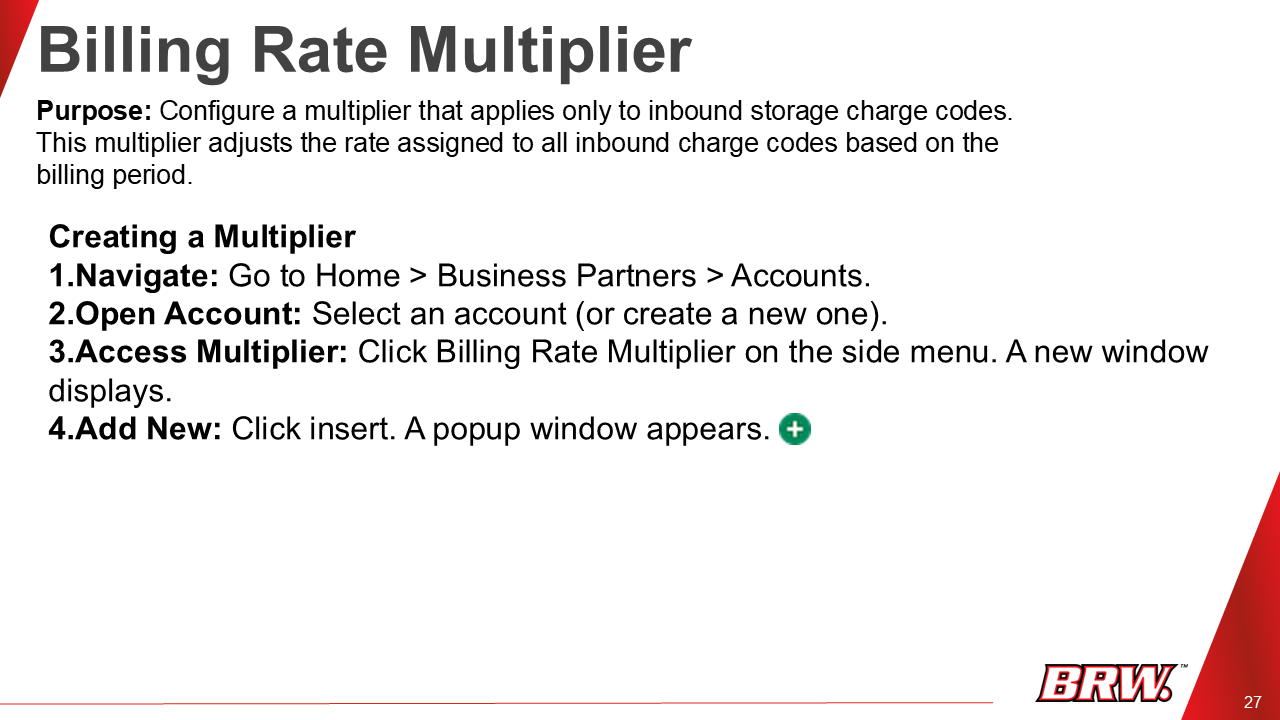 Billing Rate Multiplier
Purpose: Configure a multiplier that applies only to inbound storage charge codes.
This multiplier adjusts the rate assigned to all inbound charge codes based on the
billing period.
Creating a Multiplier
1.Navigate: Go to Home > Business Partners > Accounts.
2.Open Account: Select an account (or create a new one).
3.Access Multiplier: Click Billing Rate Multiplier on the side menu. A new window
displays.
4.Add New: Click insert. A popup window appears.
BRW.™
27